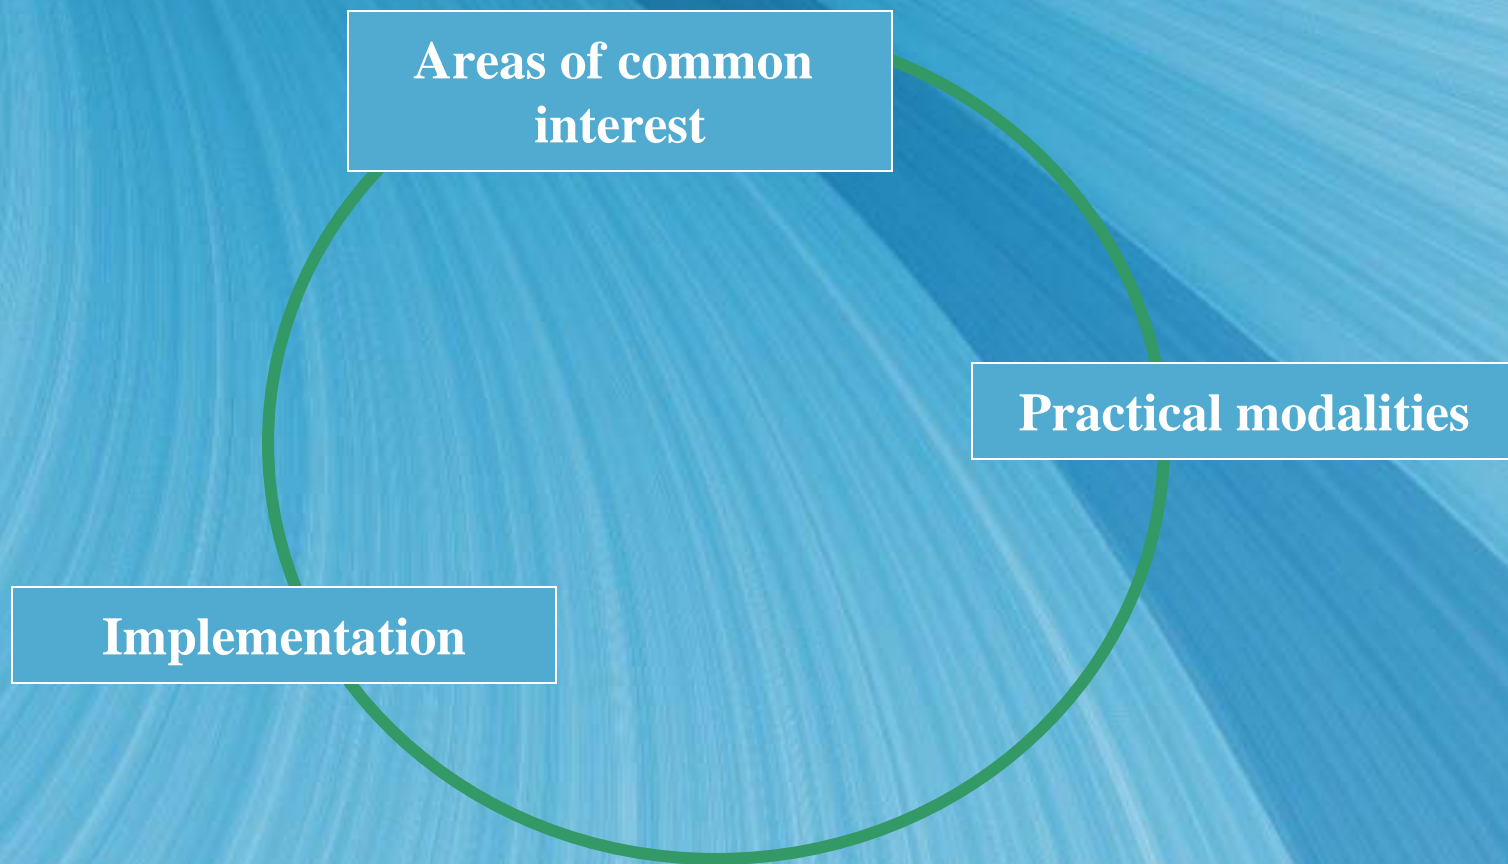 Areas of common
interest
Practical modalities
Implementation